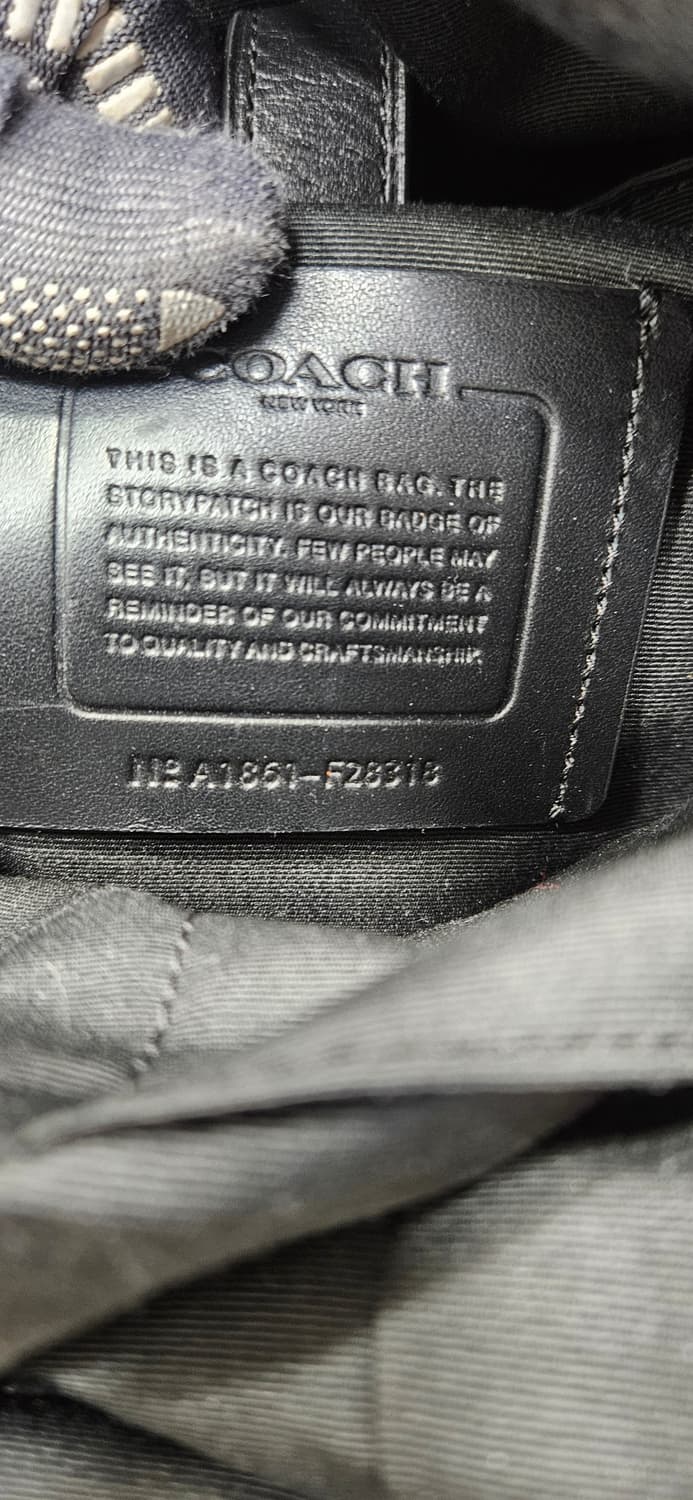 COACH
NEW YORK
THIS IS A COACH BAG. THE
STORYPATCH IS OUR BADGE OF
AUTHENTICITY. FEW PEOPLE MAY
SEE IT, BUT IT WILL ALWAYS BE A
REMINDER OF OUR COMMITMENT
TO QUALITY AND CRAFTSMANSHIP.
A1861-F28318